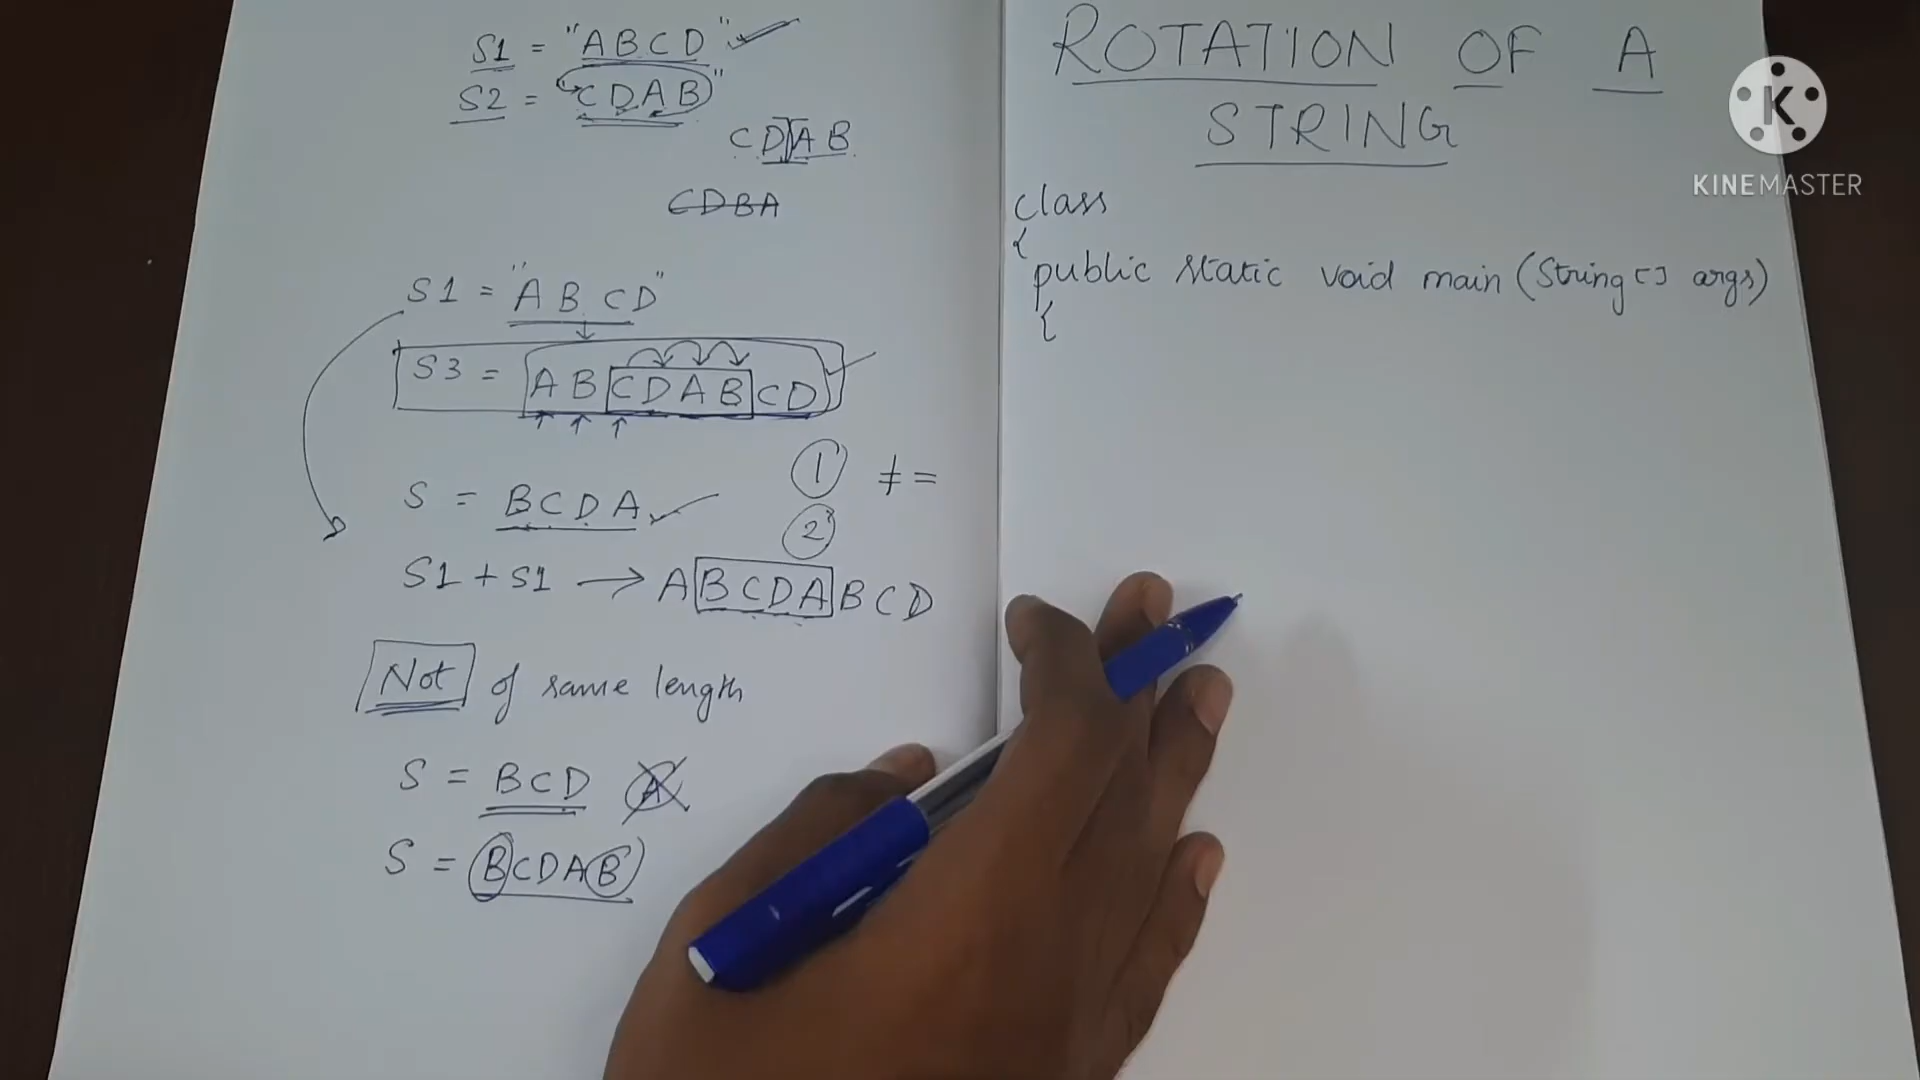 S1 = "ABCD"
S2 = "CDAB"
CDAB
CDBA
S1 = "ABCD"
S3 = ABCDABCD
1 ≠ =
S = BCDA
2
S1 + S1 → ABCDABCD
Not of same length
S = BCD A
S = BCDAB
ROTATION OF A
STRING
class
{
public static void main (String [] args)
{
K
KINEMASTER